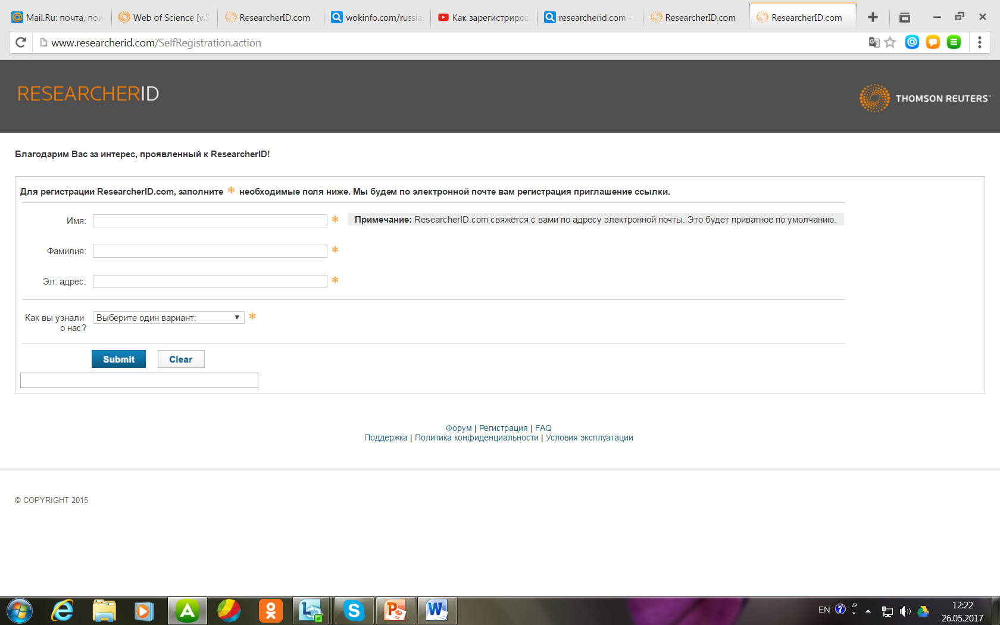 Mail.Ru: почта, пои
Web of Science [v.5
ResearcherID.com
wokinfo.com/russia
Как зарегистриров
researcherid.com -
ResearcherID.com
ResearcherID.com
www.researcherid.com/SelfRegistration.action
RESEARCHERID
THOMSON REUTERS™
Благодарим Вас за интерес, проявленный к ResearcherID!
Для регистрации ResearcherID.com, заполните * необходимые поля ниже. Мы будем по электронной почте вам регистрация приглашение ссылки.
Имя: *
Примечание: ResearcherID.com свяжется с вами по адресу электронной почты. Это будет приватное по умолчанию.
Фамилия: *
Эл. адрес: *
Как вы узнали
о нас?
Выберите один вариант: *
Submit
Clear
Форум | Регистрация | FAQ
Поддержка | Политика конфиденциальности | Условия эксплуатации
© COPYRIGHT 2015
EN
12:22
26.05.2017